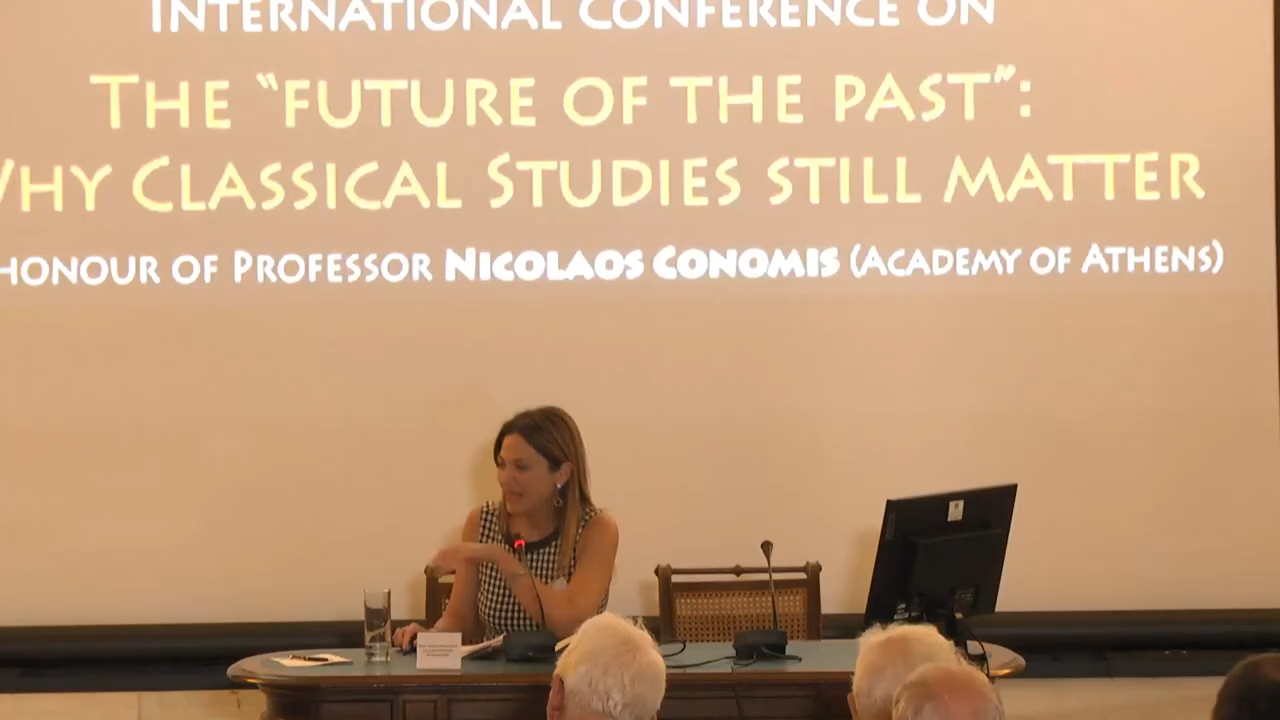 INTERNATIONAL CONFERENCE ON
THE “FUTURE OF THE PAST”:
WHY CLASSICAL STUDIES STILL MATTER
HONOUR OF PROFESSOR NICOLAOS CONOMIS (ACADEMY OF ATHENS)